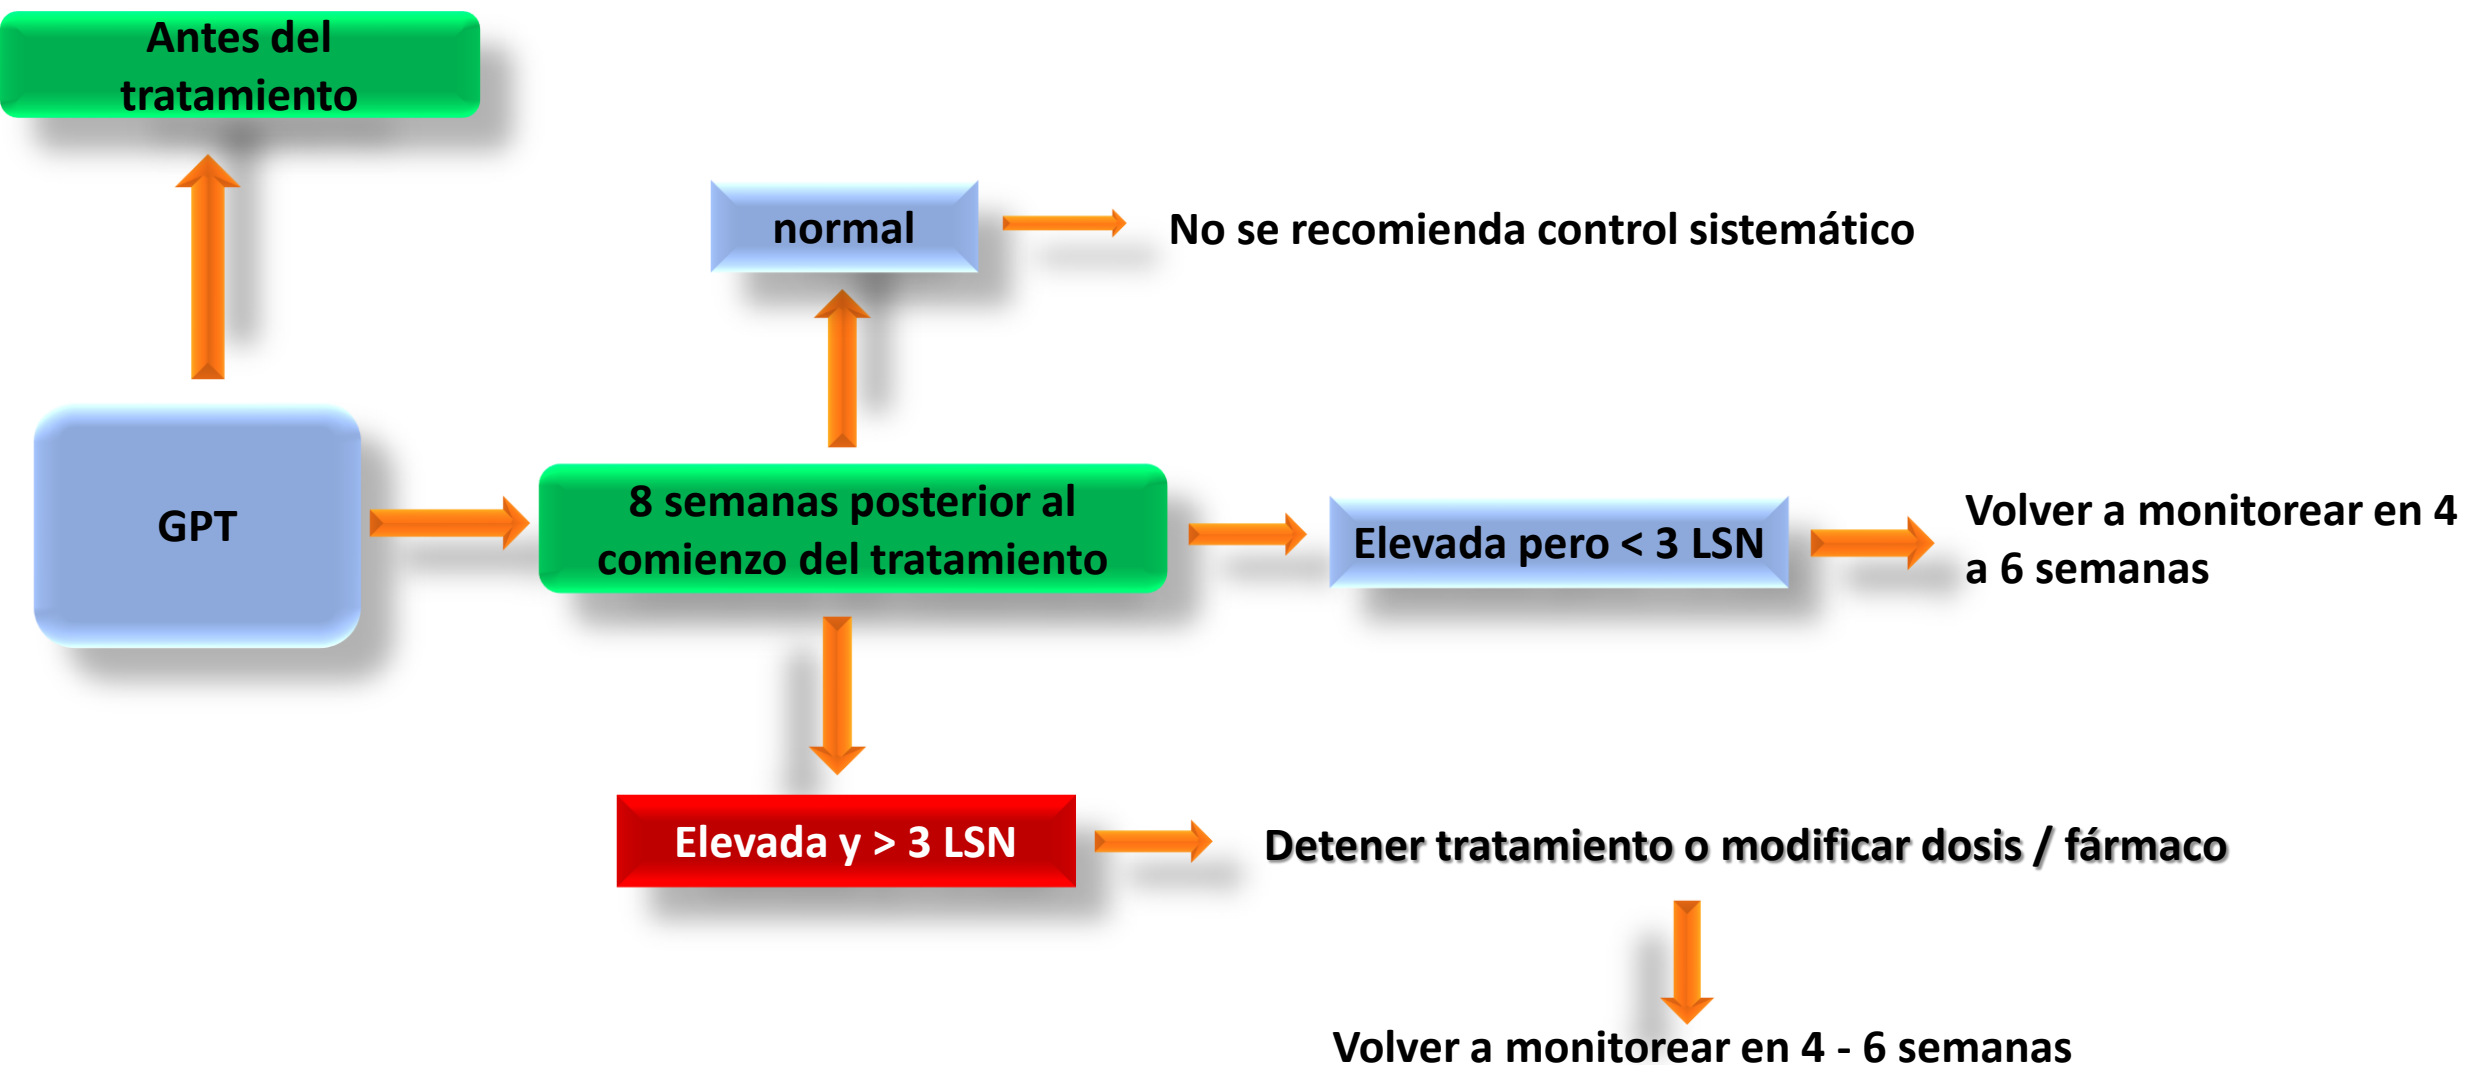 Antes del
tratamiento
normal
No se recomienda control sistemático
GPT
8 semanas posterior al
comienzo del tratamiento
Elevada pero < 3 LSN
Volver a monitorear en 4
a 6 semanas
Elevada y > 3 LSN
Detener tratamiento o modificar dosis / fármaco
Volver a monitorear en 4 - 6 semanas